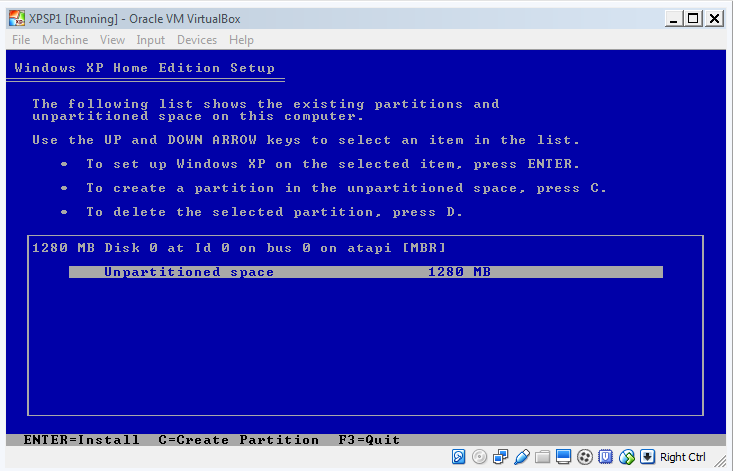 XPSP1 [Running] - Oracle VM VirtualBox
File Machine View Input Devices Help
Windows XP Home Edition Setup
The following list shows the existing partitions and
unpartitioned space on this computer.
Use the UP and DOWN ARROW keys to select an item in the list.
• To set up Windows XP on the selected item, press ENTER.
• To create a partition in the unpartitioned space, press C.
• To delete the selected partition, press D.
1280 MB Disk 0 at Id 0 on bus 0 on atapi [MBR]
Unpartitioned space 1280 MB
ENTER=Install C=Create Partition F3=Quit
Right Ctrl